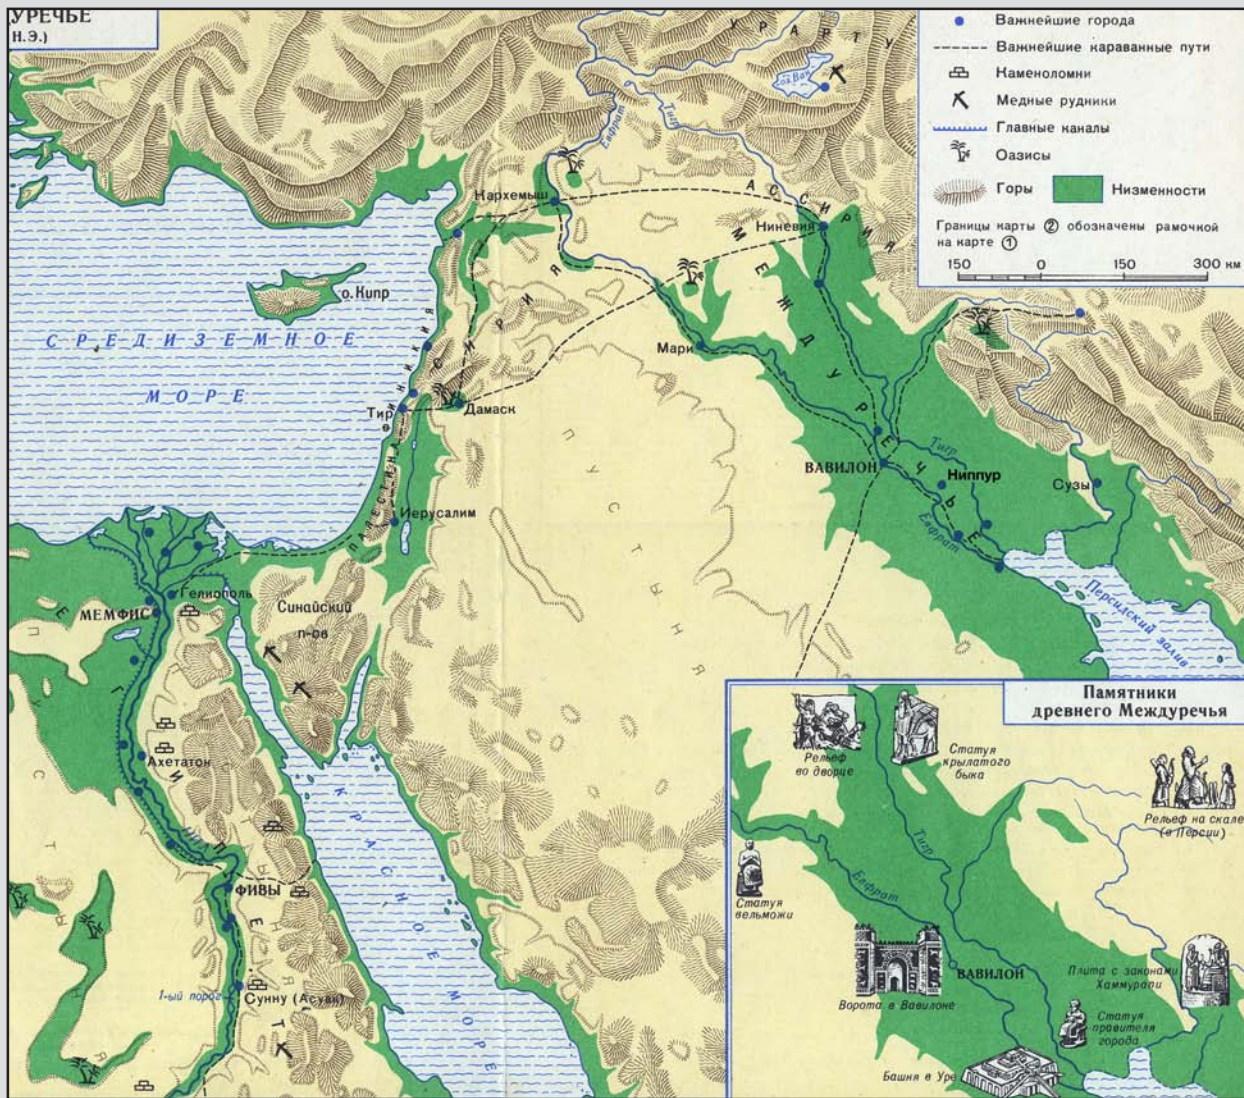 УРЕЧЬЕ
Н.Э.)
Важнейшие города
Важнейшие караванные пути
Каменоломни
Медные рудники
Главные каналы
Оазисы
Горы
Низменности
Границы карты ② обозначены рамочкой
на карте ①
150 0 150 300 км
УРАРТУ
оз. Ван
Евфрат
Тигр
Кархемыш
АССИРИЯ
Ниневия
МЕЖДУРЕЧЬЕ
о. Кипр
СРЕДИЗЕМНОЕ
МОРЕ
ФИНИКИЯ
СИРИЯ
Мари
Тир
Дамаск
ПУСТЫНЯ
Тигр
ВАВИЛОН
Ниппур
Сузы
Евфрат
ПАЛЕСТИНА
Иерусалим
Персидский залив
Гелиополь
МЕМФИС
Синайский
п-ов
ЕГИПЕТ
Ахетатон
Нил
КРАСНОЕ МОРЕ
ФИВЫ
1-ый порог
Сунну (Асуан)
Памятники
древнего Междуречья
Рельеф
во дворце
Статуя
крылатого
быка
Рельеф на скале
(в Персии)
Тигр
Евфрат
Статуя
вельможи
ВАВИЛОН
Ворота в Вавилоне
Плита с законами
Хаммурапи
Статуя
правителя
города
Башня в Уре